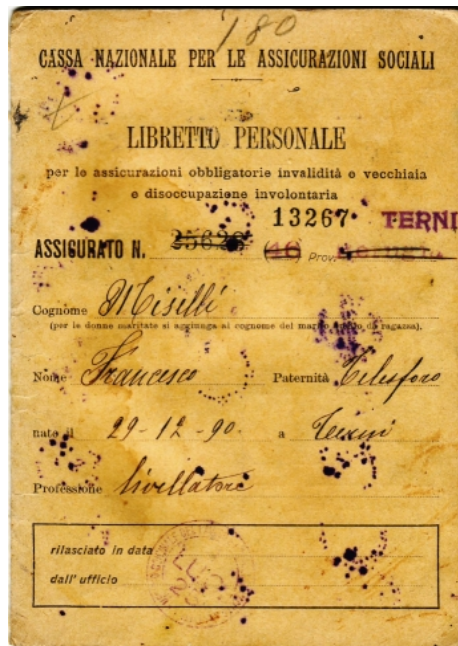 180
CASSA NAZIONALE PER LE ASSICURAZIONI SOCIALI
LIBRETTO PERSONALE
per le assicurazioni obbligatorie invalidità e vecchiaia
e disoccupazione involontaria
13267 TERNI
ASSICURATO N. 25626 (46) Prov.
Cognome Miselli
(per le donne maritate si aggiunga al cognome del marito quello da ragazza).
Nome Francesco Paternità Telesforo
nato il 29-12-90 a Terni
Professione livellatore
rilasciato in data
dall' ufficio